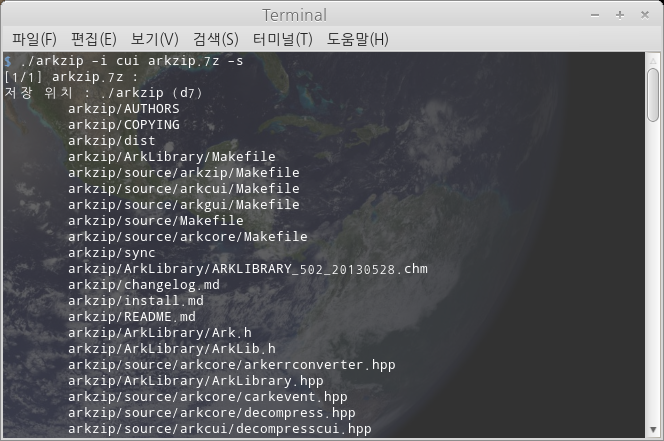 Terminal
파일(F) 편집(E) 보기(V) 검색(S) 터미널(T) 도움말(H)
$ ./arkzip -i cui arkzip.7z -s
[1/1] arkzip.7z :
저장 위치 : ./arkzip (d7)
arkzip/AUTHORS
arkzip/COPYING
arkzip/dist
arkzip/ArkLibrary/Makefile
arkzip/source/arkzip/Makefile
arkzip/source/arkcui/Makefile
arkzip/source/arkgui/Makefile
arkzip/source/Makefile
arkzip/source/arkcore/Makefile
arkzip/sync
arkzip/ArkLibrary/ARKLIBRARY_502_20130528.chm
arkzip/changelog.md
arkzip/install.md
arkzip/README.md
arkzip/ArkLibrary/Ark.h
arkzip/ArkLibrary/ArkLib.h
arkzip/source/arkcore/arkerrconverter.hpp
arkzip/ArkLibrary/ArkLibrary.hpp
arkzip/source/arkcore/carkevent.hpp
arkzip/source/arkcore/decompress.hpp
arkzip/source/arkcui/decompresscui.hpp